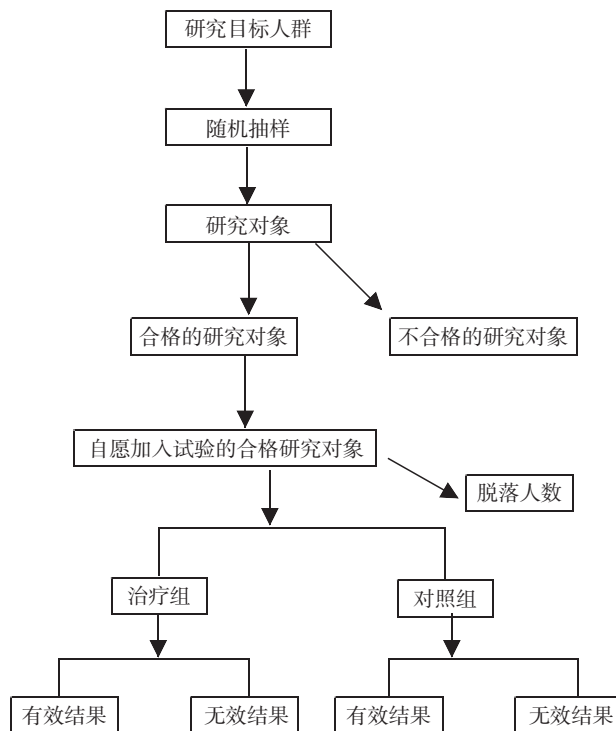 研究目标人群
随机抽样
研究对象
合格的研究对象
不合格的研究对象
自愿加入试验的合格研究对象
脱落人数
治疗组
对照组
有效结果
无效结果
有效结果
无效结果